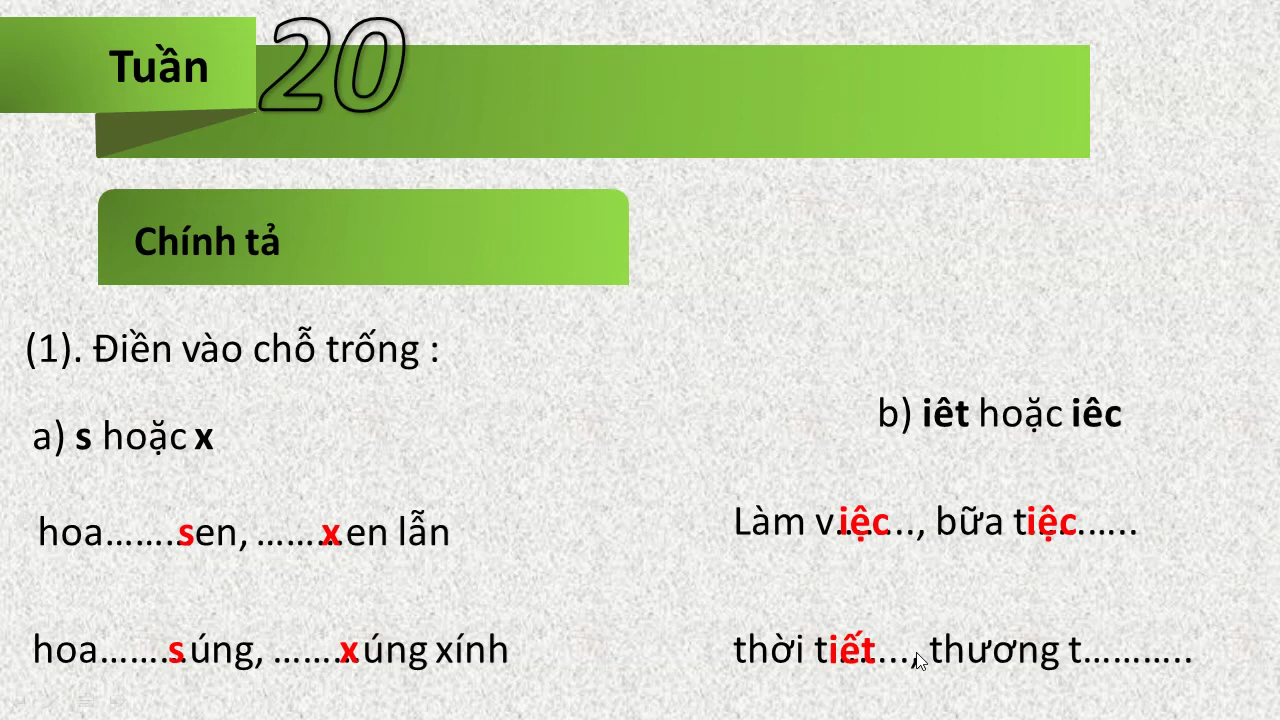 Tuần 20
Chính tả
(1). Điền vào chỗ trống :
a) s hoặc x
hoa……..sen, ………xen lẫn
hoa………súng, ………xúng xính
b) iêt hoặc iêc
Làm việc……..., bữa tiệc………..
thời tiết……..., thương t………..